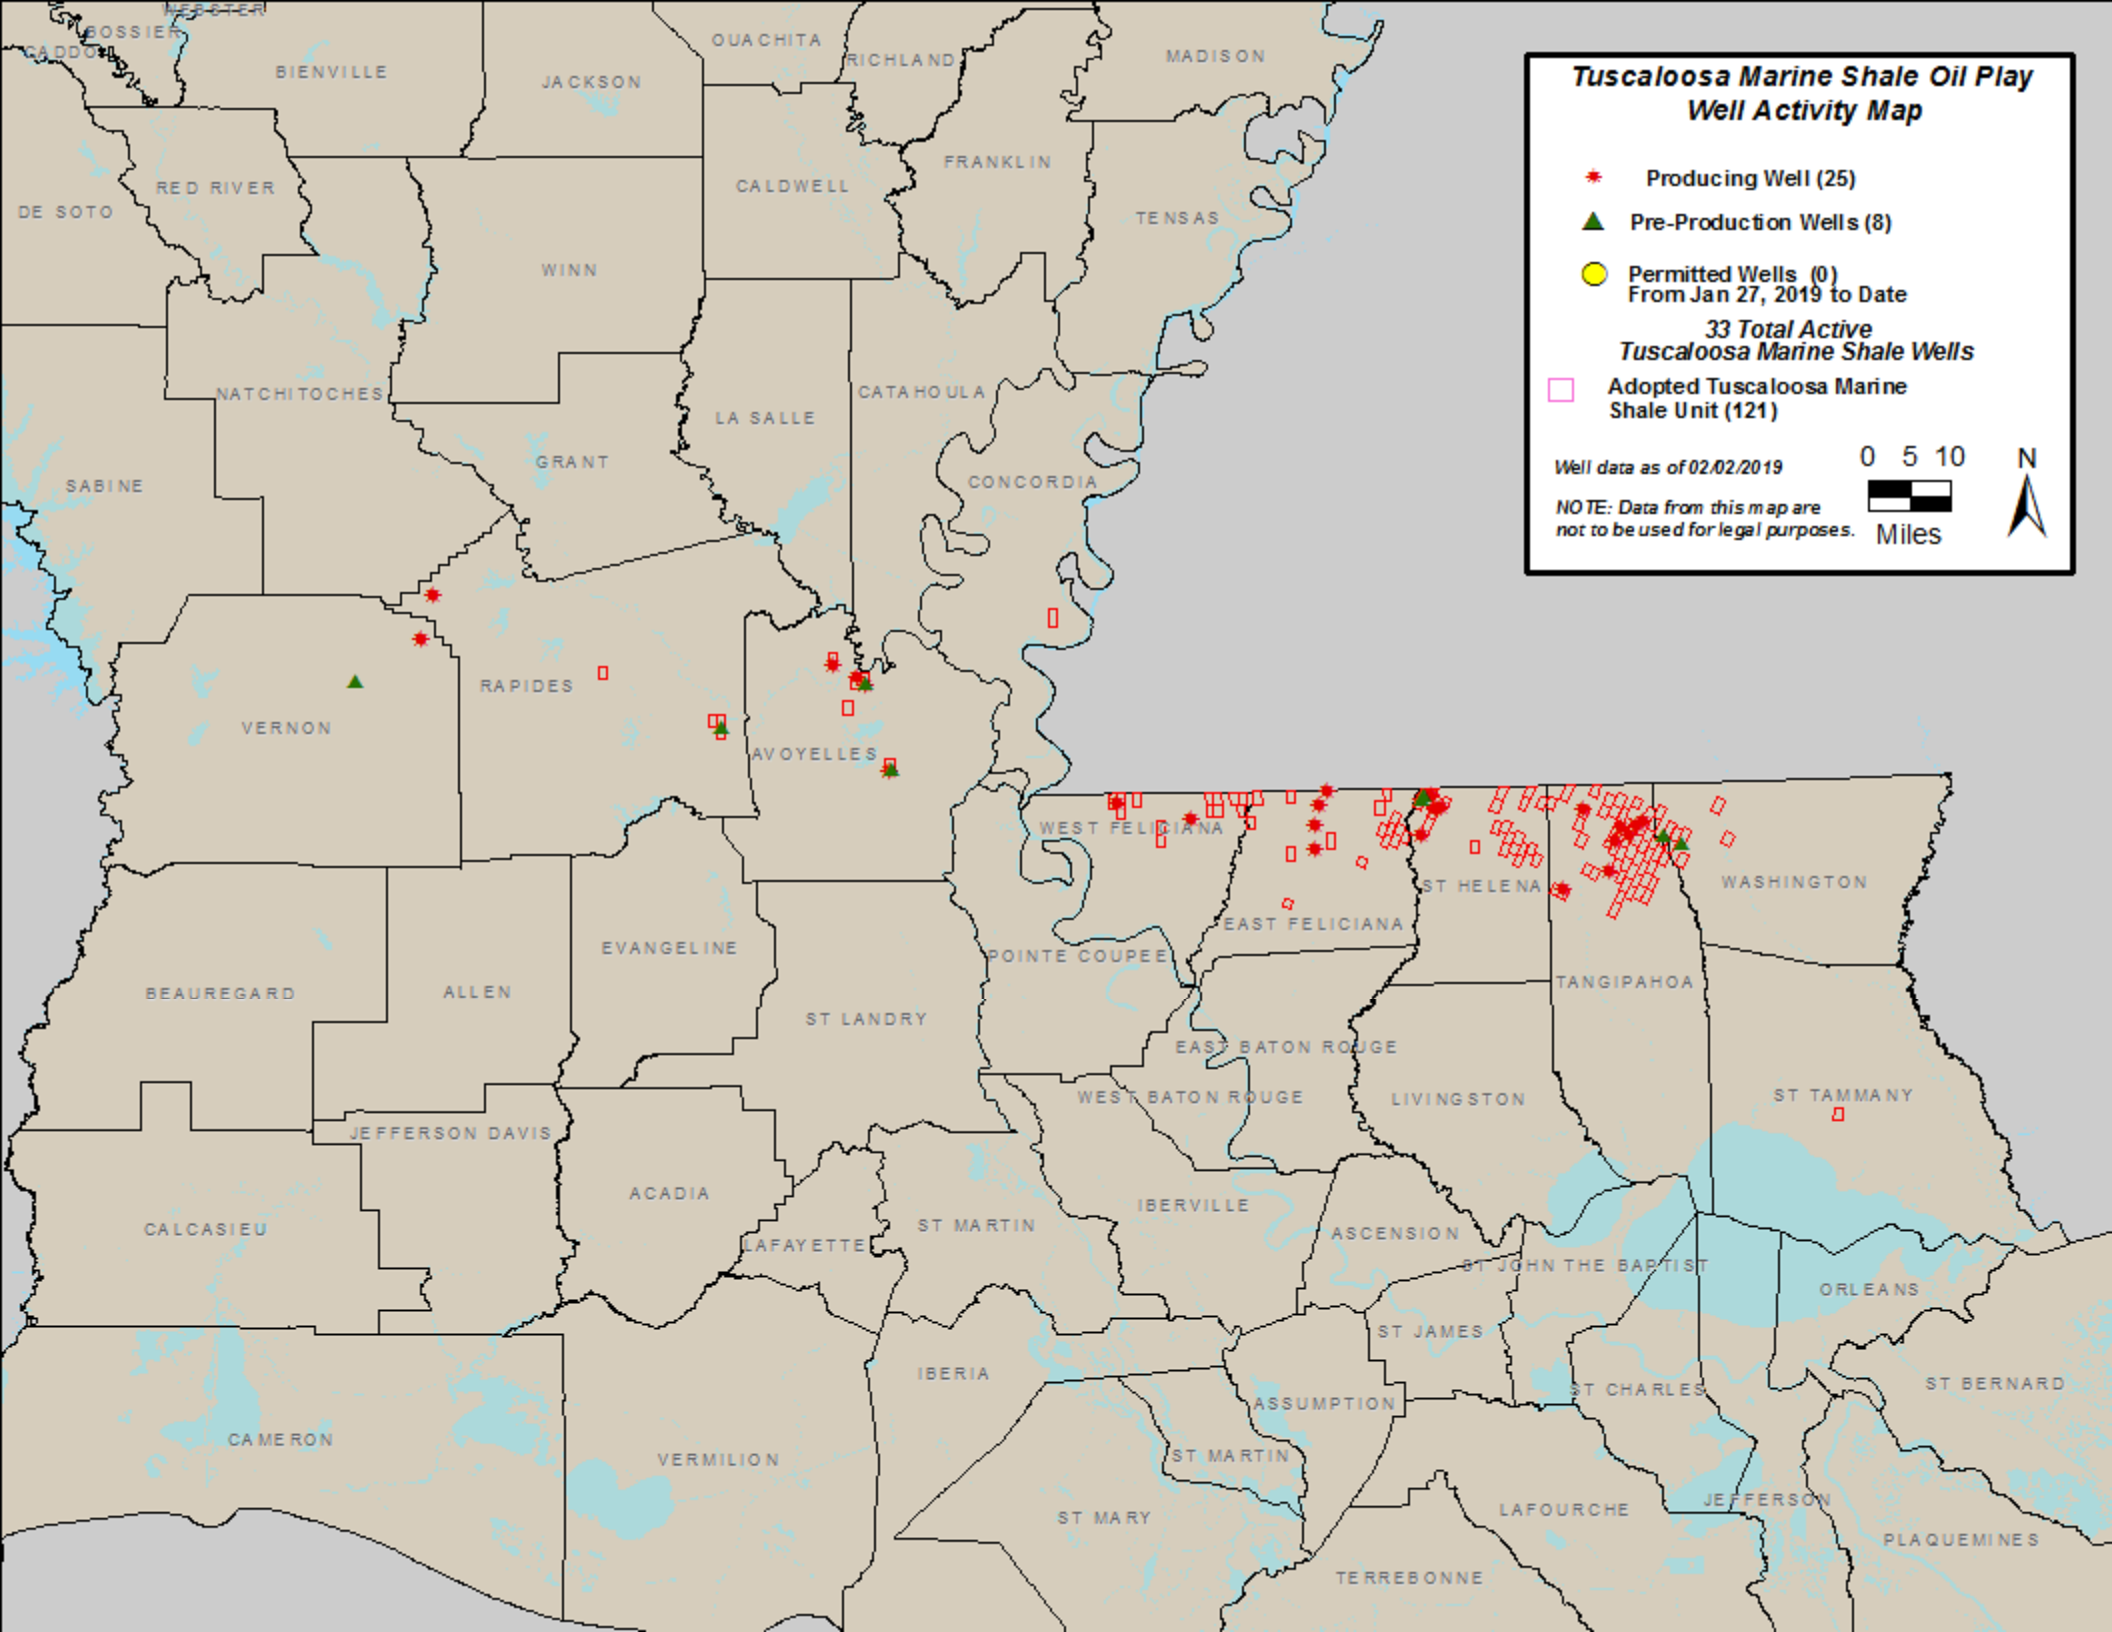 WEBSTER
BOSSIER
CADDO
BIENVILLE
JACKSON
OUACHITA
RICHLAND
MADISON
Tuscaloosa Marine Shale Oil Play
Well Activity Map
Producing Well (25)
Pre-Production Wells (8)
Permitted Wells (0)
From Jan 27, 2019 to Date
33 Total Active
Tuscaloosa Marine Shale Wells
Adopted Tuscaloosa Marine
Shale Unit (121)
Well data as of 02/02/2019
NOTE: Data from this map are
not to be used for legal purposes.
0 5 10
Miles
N
DE SOTO
RED RIVER
CALDWELL
FRANKLIN
TENSAS
WINN
NATCHITOCHES
LA SALLE
CATAHOULA
SABINE
GRANT
CONCORDIA
VERNON
RAPIDES
AVOYELLES
WEST FELICIANA
EAST FELICIANA
ST HELENA
WASHINGTON
BEAUREGARD
ALLEN
EVANGELINE
POINTE COUPEE
TANGIPAHOA
ST LANDRY
EAST BATON ROUGE
WEST BATON ROUGE
LIVINGSTON
ST TAMMANY
JEFFERSON DAVIS
CALCASIEU
ACADIA
LAFAYETTE
ST MARTIN
IBERVILLE
ASCENSION
ST JOHN THE BAPTIST
ORLEANS
ST JAMES
IBERIA
ASSUMPTION
ST CHARLES
ST BERNARD
CAMERON
VERMILION
ST MARTIN
ST MARY
LAFOURCHE
JEFFERSON
PLAQUEMINES
TERREBONNE